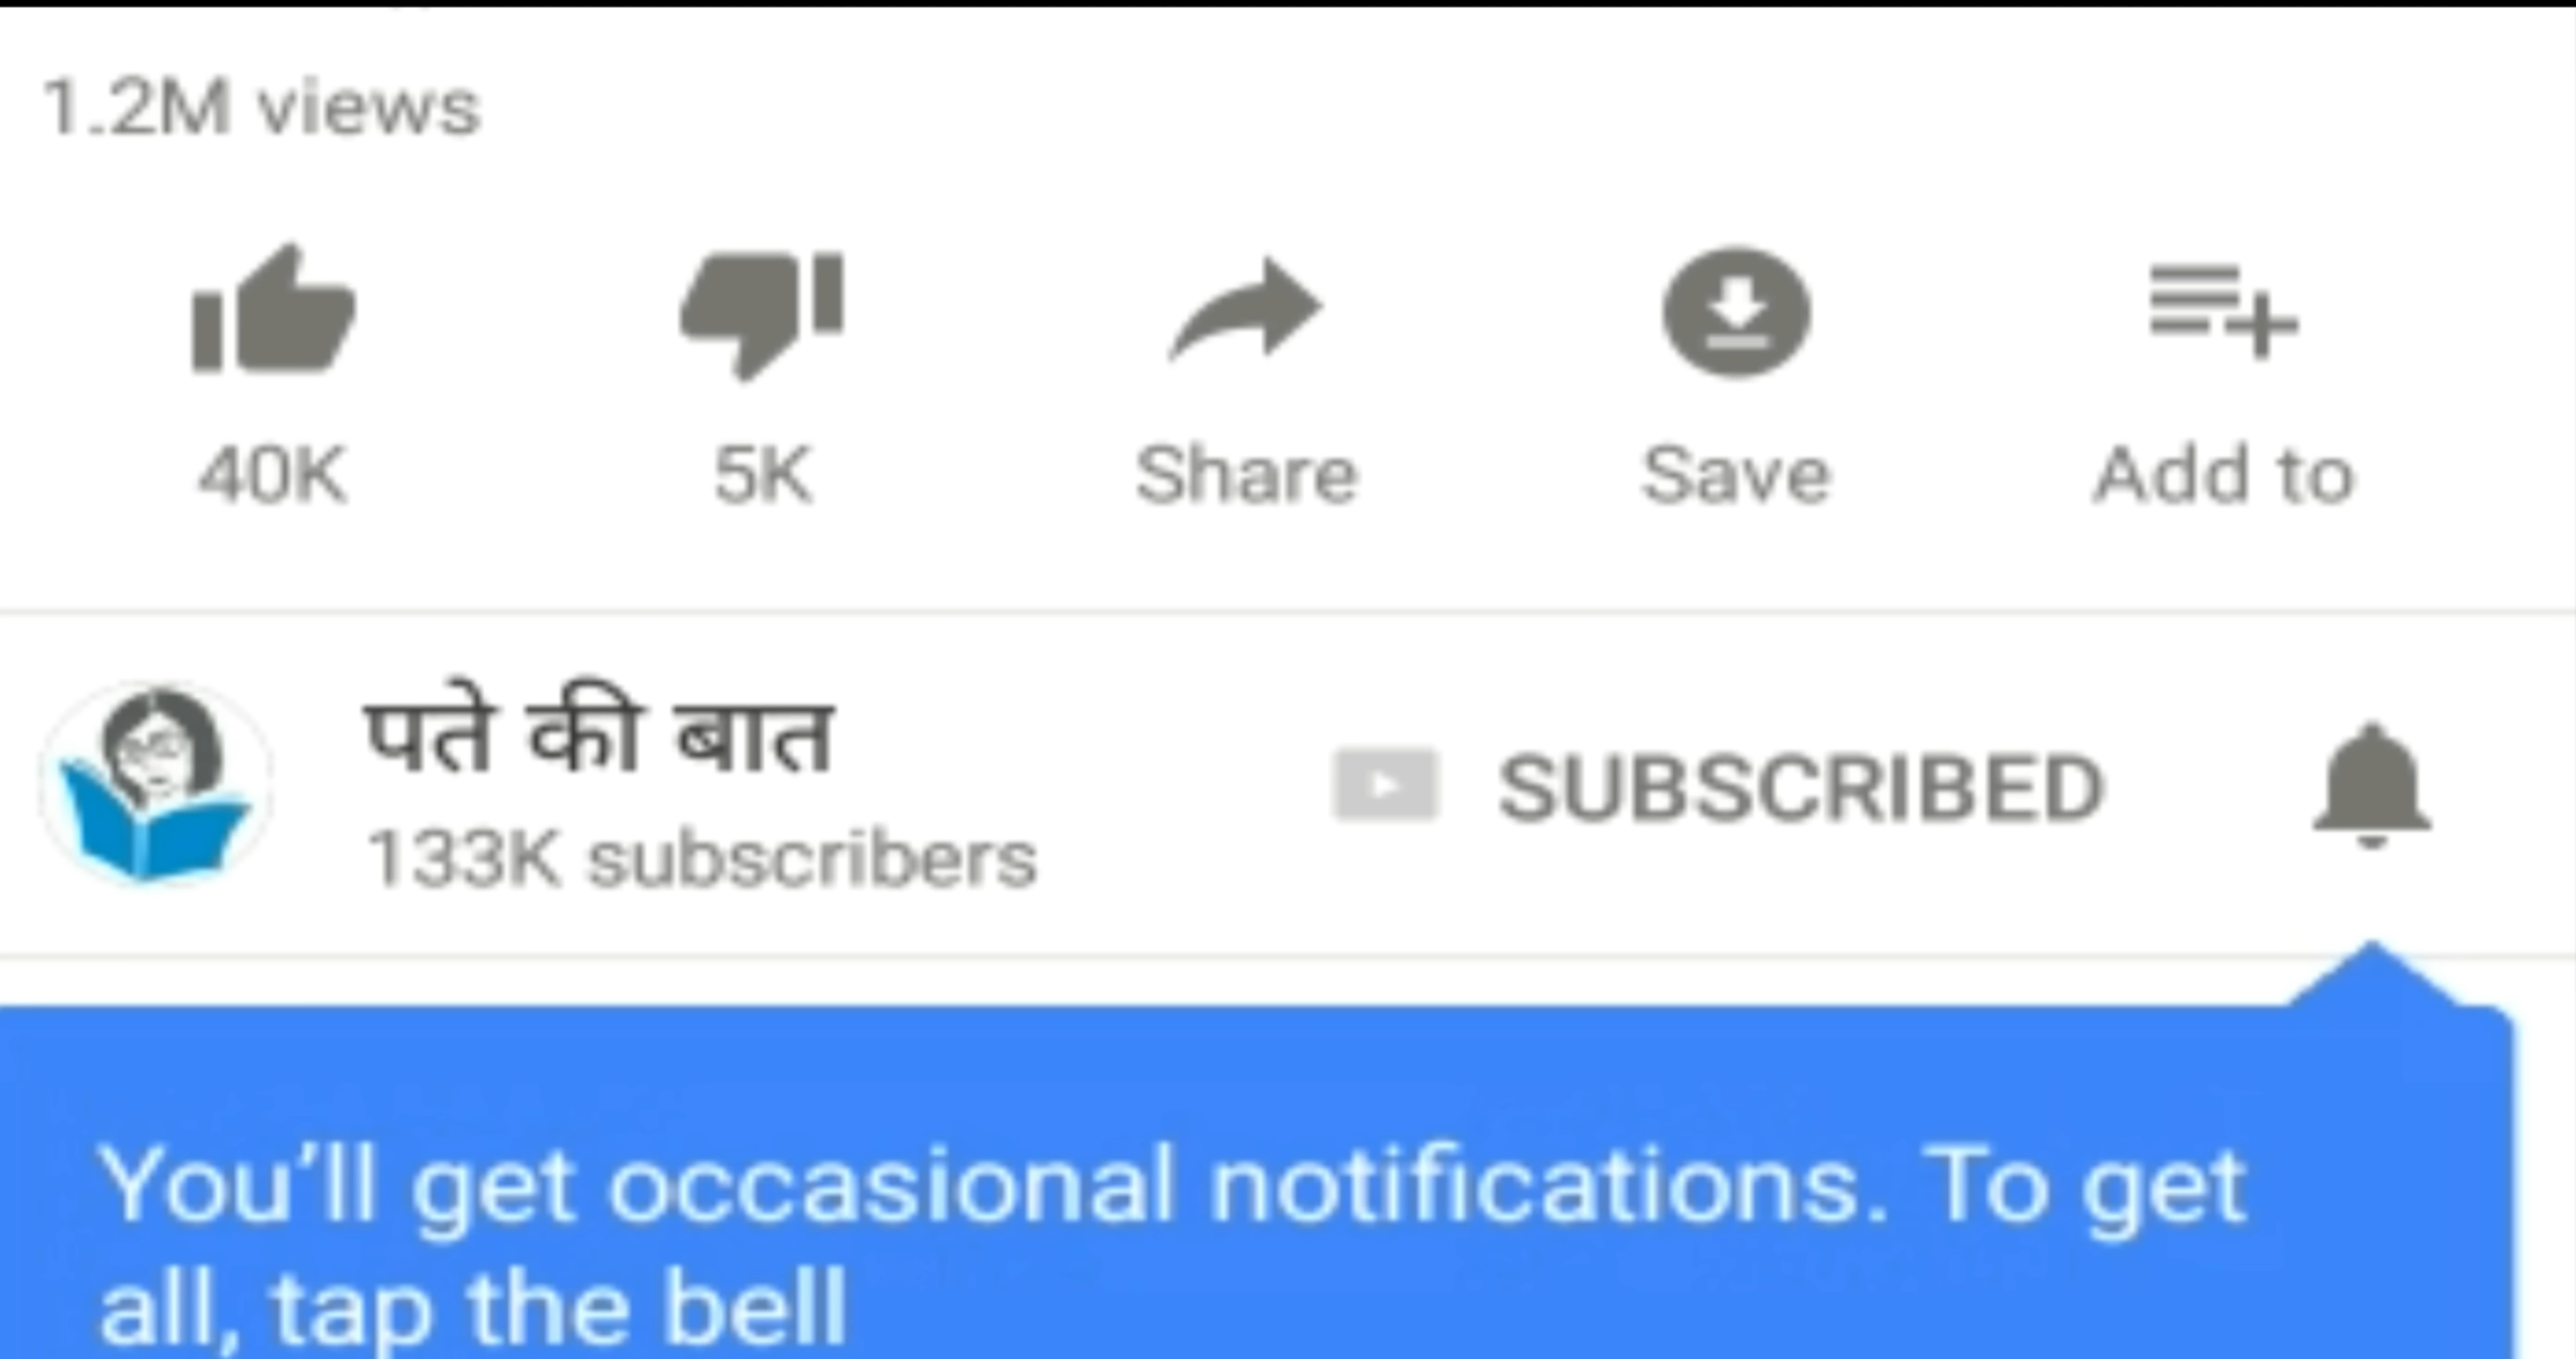 1.2M views
40K 5K Share Save Add to
पते की बात
133K subscribers
SUBSCRIBED
You’ll get occasional notifications. To get
all, tap the bell